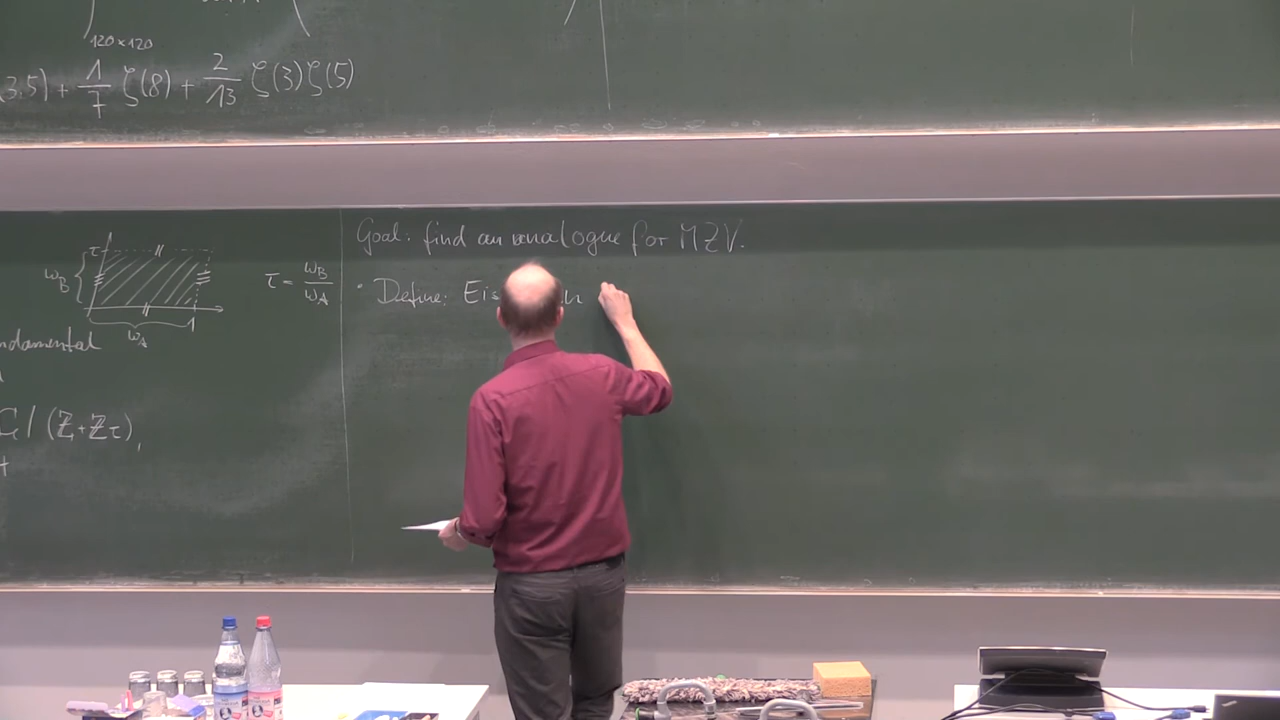 120×120
3.5) + 1/7 ζ(8) + 2/13 ζ(3)ζ(5)
τ
ω_B
1
ω_A
τ = ω_B/ω_A
ndamental
/ (ℤ+ℤτ),
Goal: find an analogue for MZV.
• Define: Eis